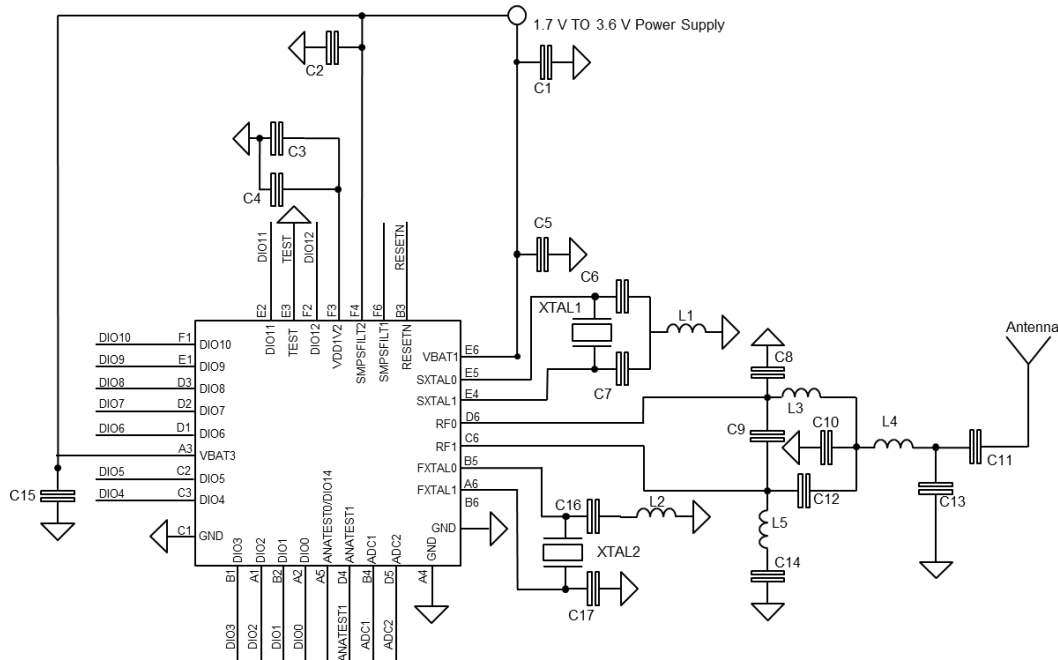 1.7 V TO 3.6 V Power Supply
C2
C1
C3
C4
C5
DIO11
TEST
DIO12
RESETN
C6
XTAL1
L1
C7
E2
E3
F2
F3
F4
F6
B3
DIO11
TEST
DIO12
VDD1V2
SMPSFILT2
SMPSFILT1
RESETN
Antenna
DIO10 F1 DIO10
DIO9 E1 DIO9
DIO8 D3 DIO8
DIO7 D2 DIO7
DIO6 D1 DIO6
A3 VBAT3
DIO5 C2 DIO5
DIO4 C3 DIO4
C1 GND
C15
VBAT1 E6
SXTAL0 E5
SXTAL1 E4
RF0 D6
RF1 C6
FXTAL0 B5
FXTAL1 A6
GND B6
C8
L3
C9
C10
L4
C11
C12
C13
L5
C14
C16
L2
XTAL2
C17
DIO3
DIO2
DIO1
DIO0
ANATEST0/DIO14
ANATEST1
ADC1
ADC2
GND
B1
A1
B2
A2
A5
D4
B4
D5
A4
DIO3
DIO2
DIO1
DIO0
ANATEST1
ADC1
ADC2